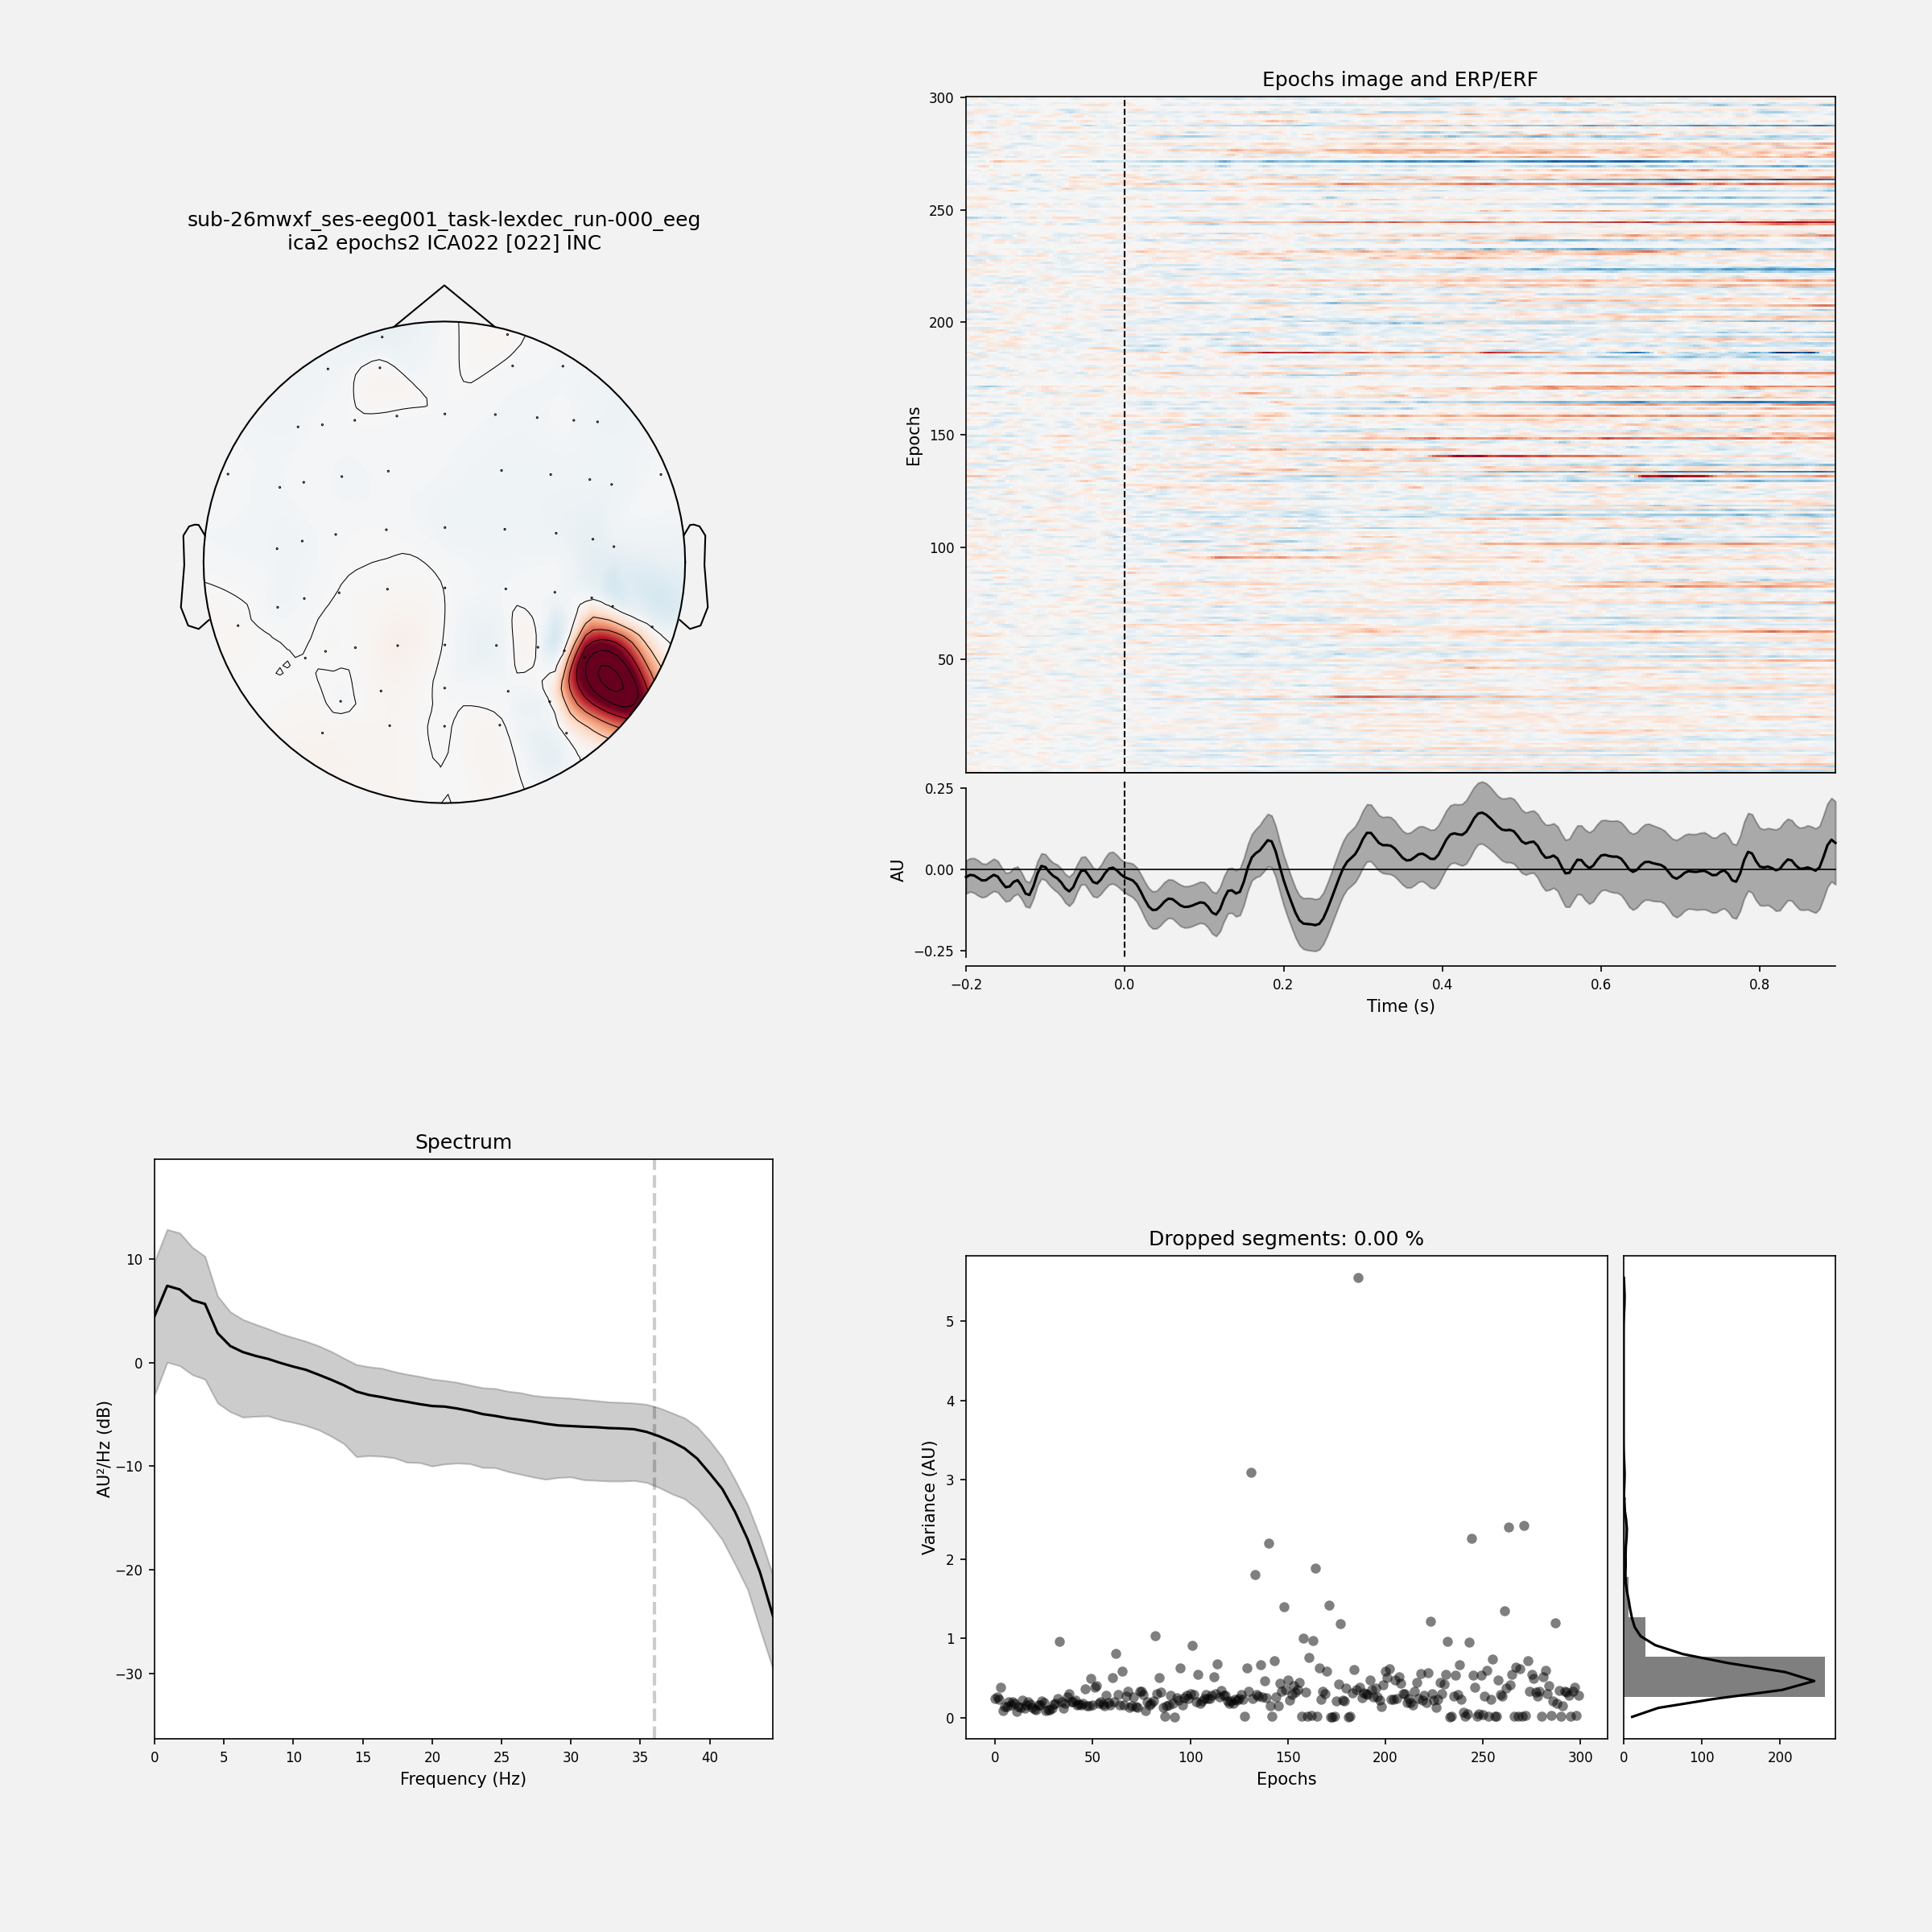 sub-26mwxf_ses-eeg001_task-lexdec_run-000_eeg
ica2 epochs2 ICA022 [022] INC
Epochs image and ERP/ERF
300
250
200
150
100
50
Epochs
0.25
0.00
−0.25
AU
−0.2 0.0 0.2 0.4 0.6 0.8
Time (s)
Spectrum
10
0
−10
−20
−30
AU²/Hz (dB)
0 5 10 15 20 25 30 35 40
Frequency (Hz)
Dropped segments: 0.00 %
5
4
3
2
1
0
Variance (AU)
0 50 100 150 200 250 300
Epochs
0 100 200